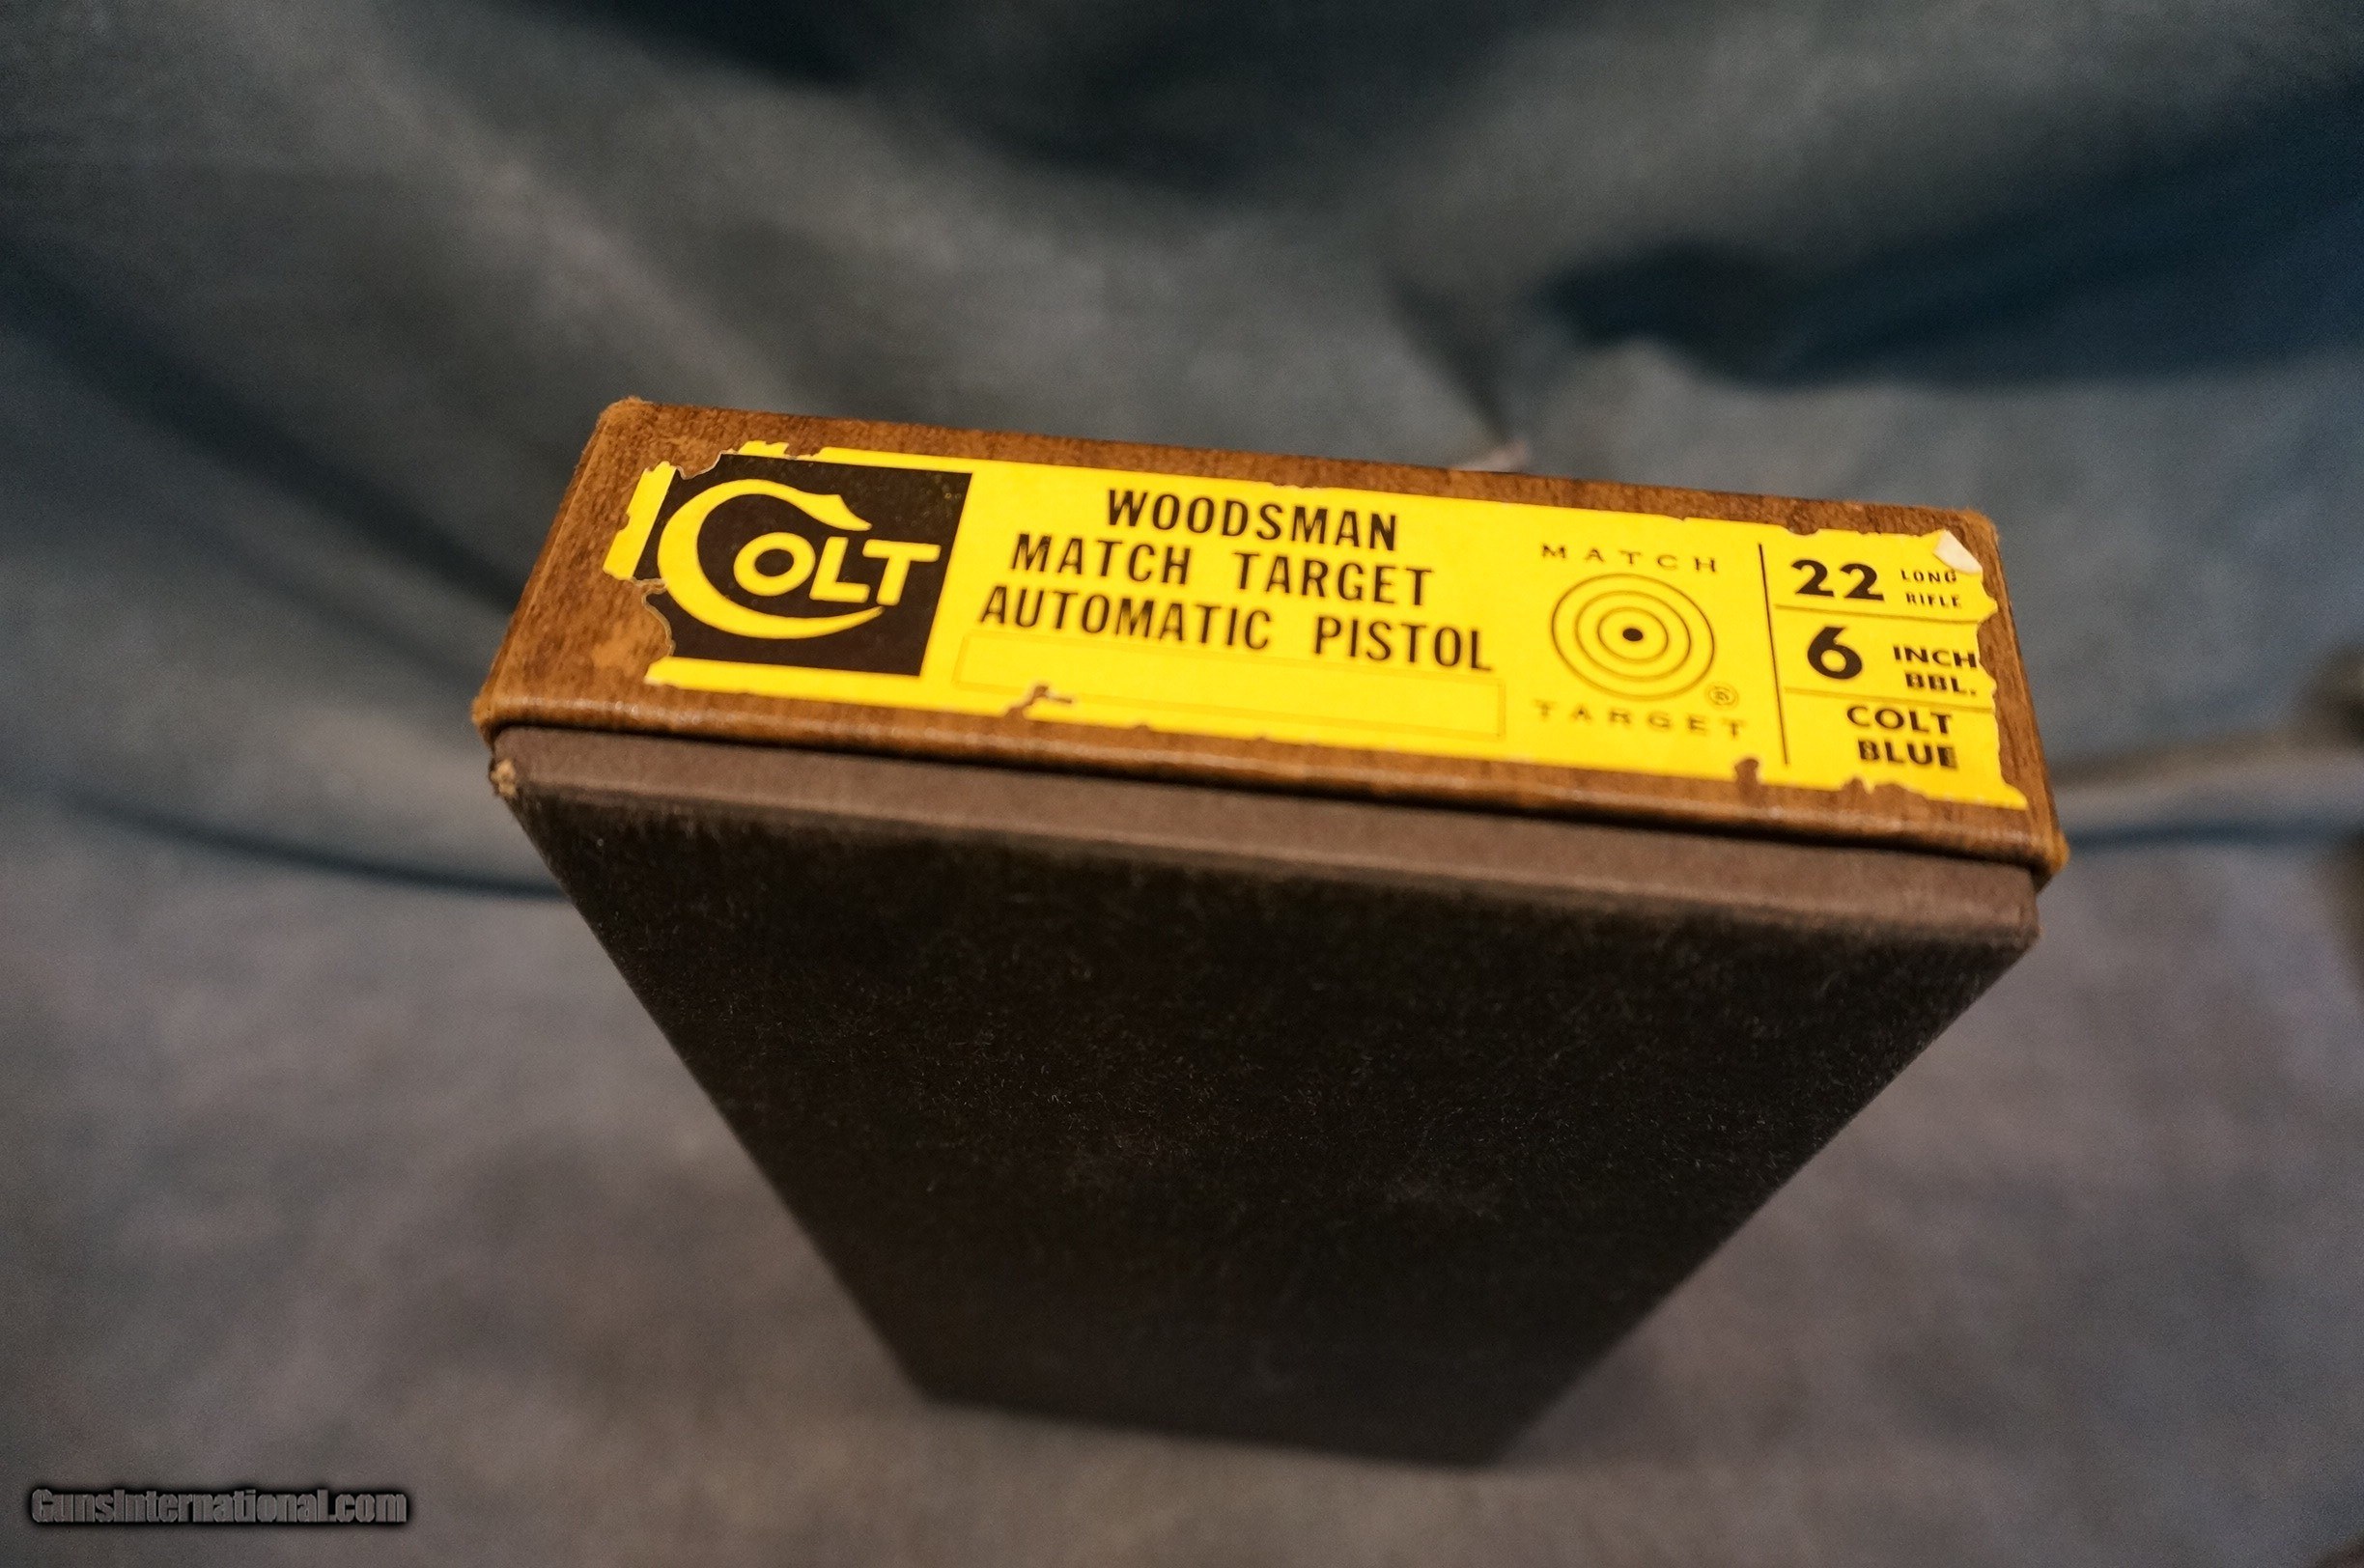 COLT
WOODSMAN
MATCH TARGET
AUTOMATIC PISTOL
MATCH
TARGET
®
22 LONG RIFLE
6 INCH BBL.
COLT
BLUE
GunsInternational.com